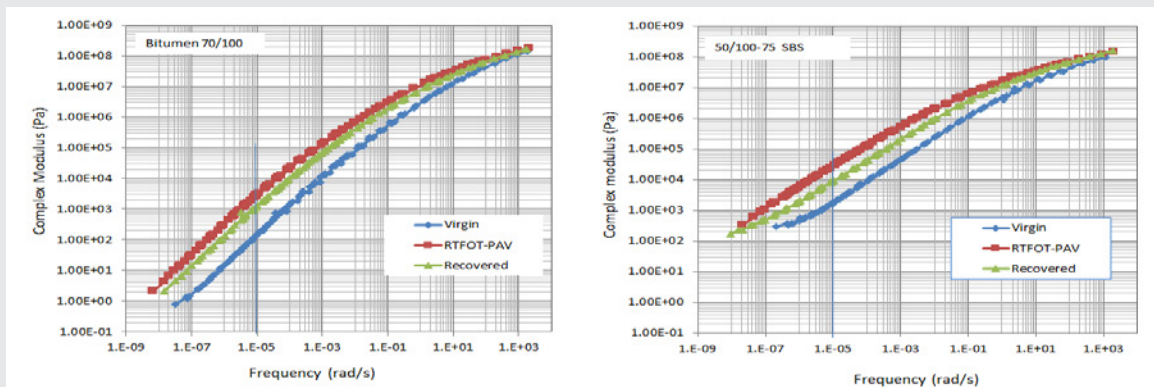 Bitumen 70/100
Complex Modulus (Pa)
1.00E+09
1.00E+08
1.00E+07
1.00E+06
1.00E+05
1.00E+04
1.00E+03
1.00E+02
1.00E+01
1.00E+00
1.00E-01
Virgin
RTFOT-PAV
Recovered
1.E-09 1.E-07 1.E-05 1.E-03 1.E-01 1.E+01 1.E+03
Frequency (rad/s)
50/100-75 SBS
Complex modulus (Pa)
1.00E+09
1.00E+08
1.00E+07
1.00E+06
1.00E+05
1.00E+04
1.00E+03
1.00E+02
1.00E+01
1.00E+00
1.00E-01
Virgin
RTFOT-PAV
Recovered
1.E-09 1.E-07 1.E-05 1.E-03 1.E-01 1.E+01 1.E+03
Frequency (rad/s)